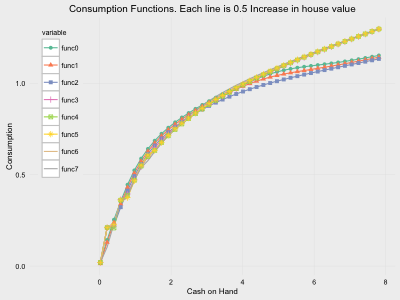 Consumption Functions. Each line is 0.5 Increase in house value
variable
func0
func1
func2
func3
func4
func5
func6
func7
Consumption
1.0
0.5
0.0
0 2 4 6 8
Cash on Hand